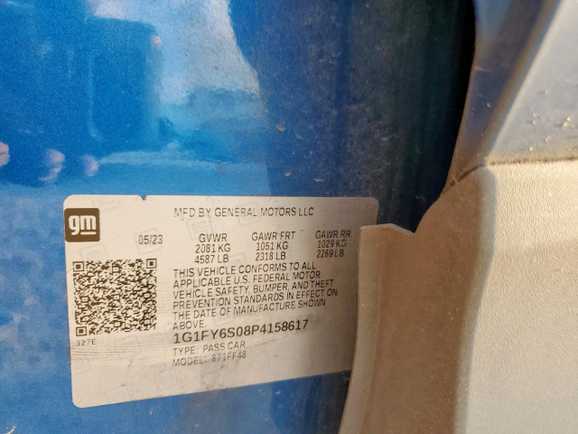 gm
MFD BY GENERAL MOTORS LLC
05/23 GVWR GAWR FRT GAWR RR
2081 KG 1051 KG 1029 KG
4587 LB 2318 LB 2269 LB
THIS VEHICLE CONFORMS TO ALL
APPLICABLE U.S. FEDERAL MOTOR
VEHICLE SAFETY, BUMPER, AND THEFT
PREVENTION STANDARDS IN EFFECT ON
THE DATE OF MANUFACTURE SHOWN
ABOVE.
1G1FY6S08P4158617
327E
TYPE: PASS CAR
MODEL: